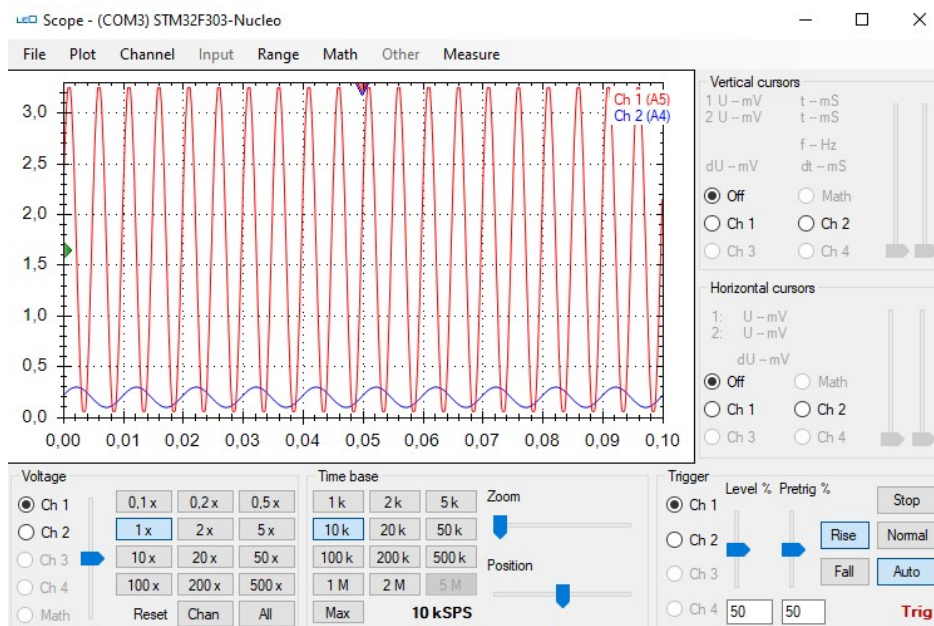 LEO Scope - (COM3) STM32F303-Nucleo
File Plot Channel Input Range Math Other Measure
3,0
2,5
2,0
1,5
1,0
0,5
0,0
Ch 1 (A5)
Ch 2 (A4)
0,00 0,01 0,02 0,03 0,04 0,05 0,06 0,07 0,08 0,09 0,10
Vertical cursors
1 U -- mV t -- mS
2 U -- mV t -- mS
f -- Hz
dU -- mV dt -- mS
Off Math
Ch 1 Ch 2
Ch 3 Ch 4
Horizontal cursors
1: U -- mV
2: U -- mV
dU -- mV
Off Math
Ch 1 Ch 2
Ch 3 Ch 4
Voltage
Ch 1
Ch 2
Ch 3
Ch 4
Math
0,1 x 0,2 x 0,5 x
1 x 2 x 5 x
10 x 20 x 50 x
100 x 200 x 500 x
Reset Chan All
Time base
1 k 2 k 5 k
10 k 20 k 50 k
100 k 200 k 500 k
1 M 2 M 5 M
Max 10 kSPS
Zoom
Position
Trigger
Ch 1
Ch 2
Ch 3
Ch 4
Level % Pretrig %
50 50
Stop
Rise Normal
Fall Auto
Trig